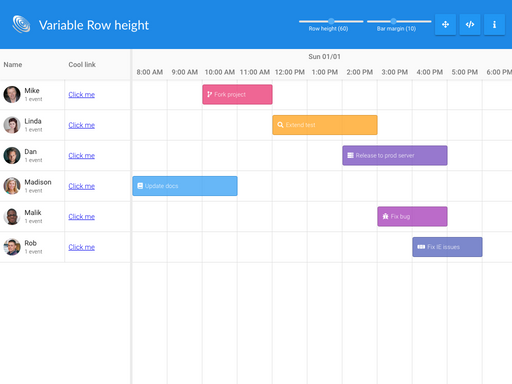 Variable Row height
Row height (60)
Bar margin (10)
Name
Cool link
Sun 01/01
8:00 AM 9:00 AM 10:00 AM 11:00 AM 12:00 PM 1:00 PM 2:00 PM 3:00 PM 4:00 PM 5:00 PM 6:00 PM
Mike
1 event
Click me
Fork project
Linda
1 event
Click me
Extend test
Dan
1 event
Click me
Release to prod server
Madison
1 event
Click me
Update docs
Malik
1 event
Click me
Fix bug
Rob
1 event
Click me
Fix IE issues